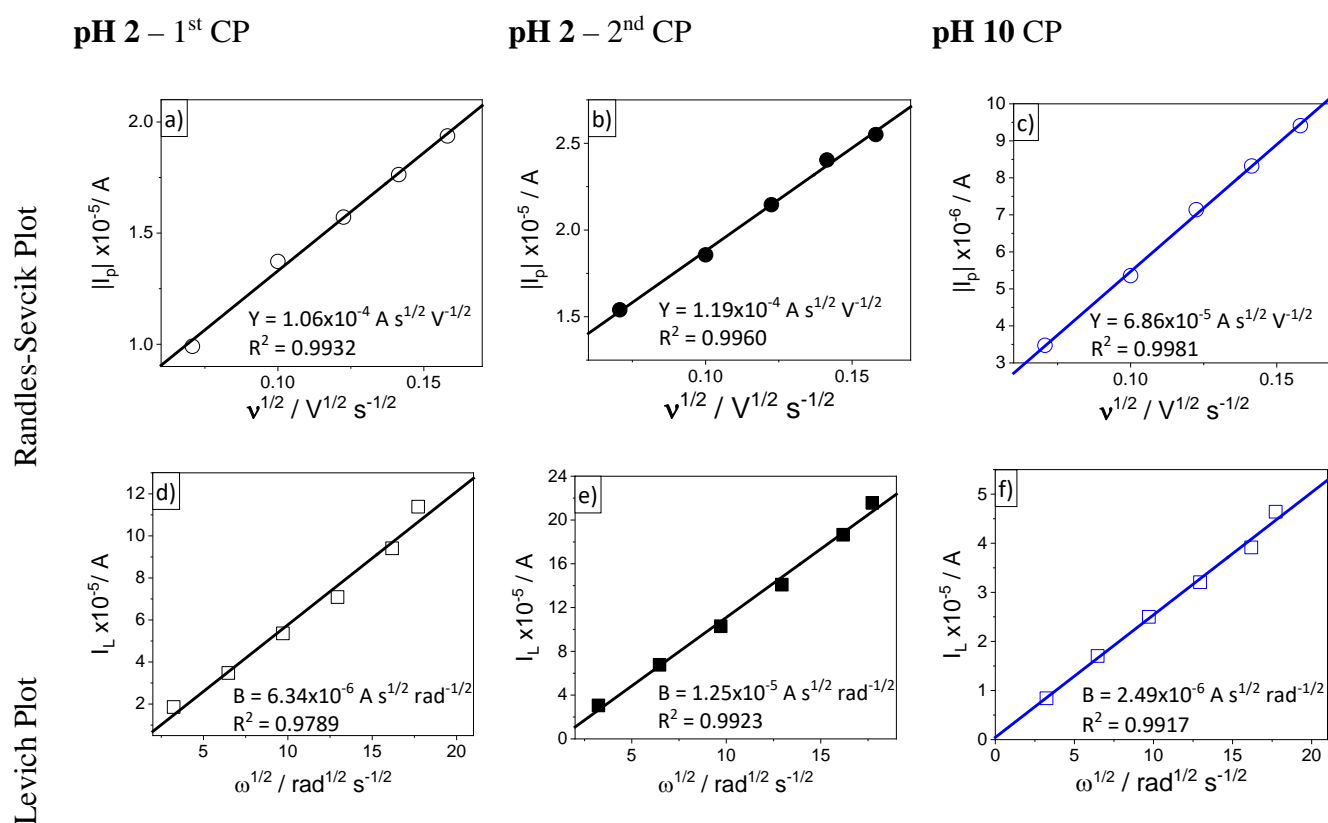 pH 2 – 1st CP
pH 2 – 2nd CP
pH 10 CP
Randles-Sevcik Plot
a)
|Ip| x10-5/ A
2.0
1.5
1.0
Y = 1.06x10-4 A s1/2 V-1/2
R2 = 0.9932
0.10 0.15
ν1/2 / V1/2 s-1/2
b)
|Ip| x10-5 / A
2.5
2.0
1.5
Y = 1.19x10-4 A s1/2 V-1/2
R2 = 0.9960
0.10 0.15
ν1/2 / V1/2 s-1/2
c)
|Ip| x10-6 / A
10
9
8
7
6
5
4
3
Y = 6.86x10-5 A s1/2 V-1/2
R2 = 0.9981
0.10 0.15
ν1/2 / V1/2 s-1/2
Levich Plot
d)
IL x10-5/ A
12
10
8
6
4
2
B = 6.34x10-6 A s1/2 rad-1/2
R2 = 0.9789
5 10 15 20
ω1/2 / rad1/2 s-1/2
e)
IL x10-5 / A
24
20
16
12
8
4
0
B = 1.25x10-5 A s1/2 rad-1/2
R2 = 0.9923
5 10 15
ω1/2 / rad1/2 s-1/2
f)
IL x10-5 / A
5
4
3
2
1
0
B = 2.49x10-6 A s1/2 rad-1/2
R2 = 0.9917
0 5 10 15 20
ω1/2 / rad1/2 s-1/2